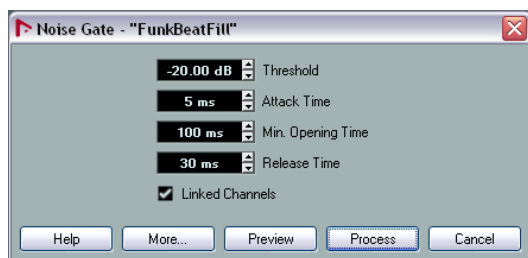 Noise Gate - "FunkBeatFill"
-20.00 dB Threshold
5 ms Attack Time
100 ms Min. Opening Time
30 ms Release Time
Linked Channels
Help More... Preview Process Cancel